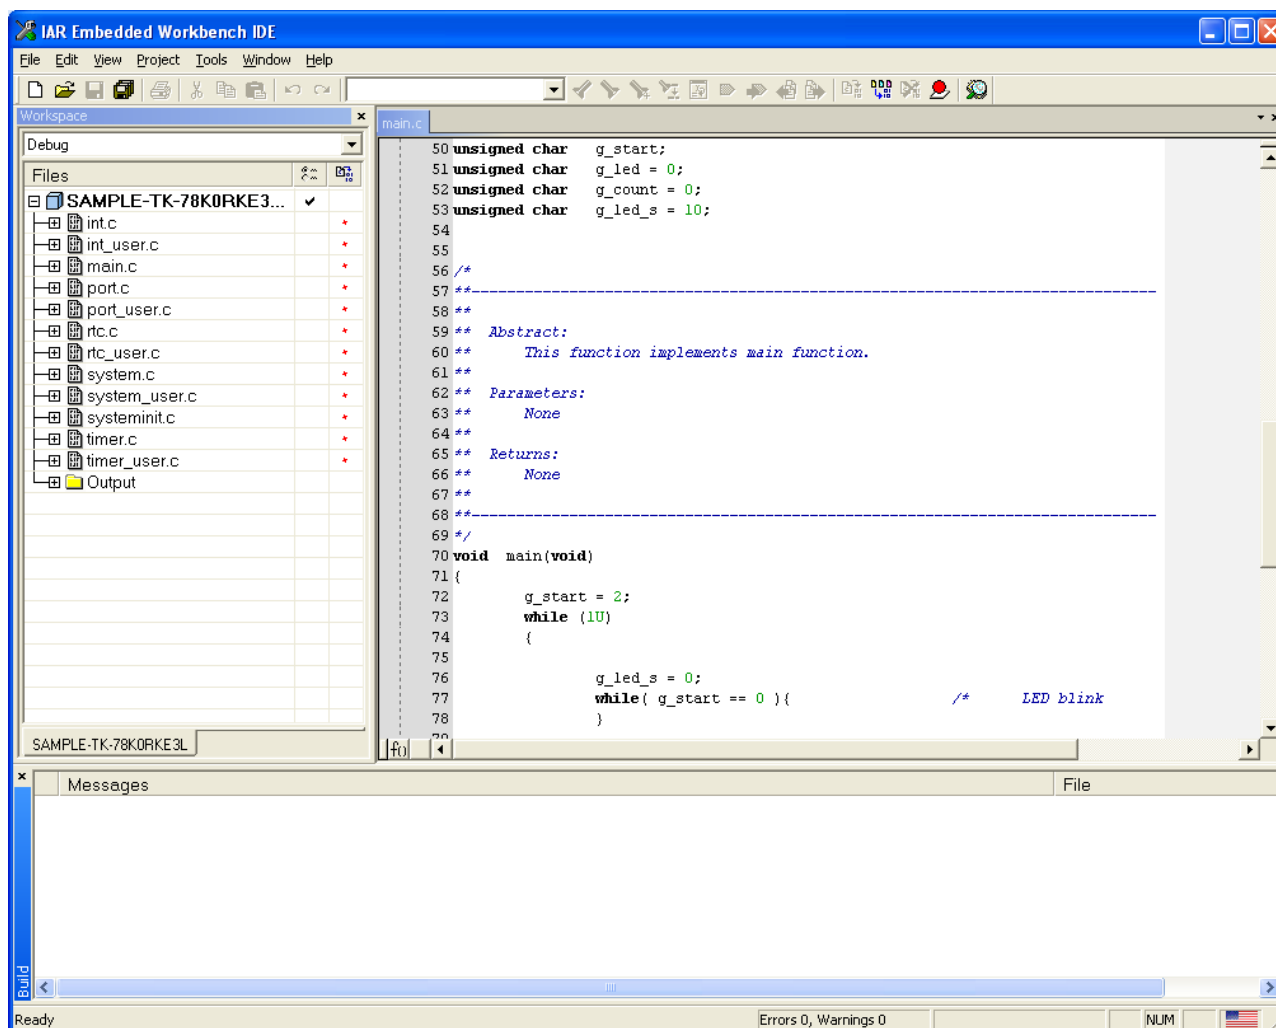 IAR Embedded Workbench IDE
File Edit View Project Tools Window Help
Workspace
Debug
Files
SAMPLE-TK-78K0RKE3...
int.c
int_user.c
main.c
port.c
port_user.c
rtc.c
rtc_user.c
system.c
system_user.c
systeminit.c
timer.c
timer_user.c
Output
SAMPLE-TK-78K0RKE3L
main.c
50 unsigned char g_start;
51 unsigned char g_led = 0;
52 unsigned char g_count = 0;
53 unsigned char g_led_s = 10;
54
55
56 /*
57 **-----------------------------------------------------------------------------
58 **
59 ** Abstract:
60 ** This function implements main function.
61 **
62 ** Parameters:
63 ** None
64 **
65 ** Returns:
66 ** None
67 **
68 **-----------------------------------------------------------------------------
69 */
70 void main(void)
71 {
72 g_start = 2;
73 while (1U)
74 {
75
76 g_led_s = 0;
77 while( g_start == 0 ){ /* LED blink
78 }
79
f()
Messages File
Build
Ready Errors 0, Warnings 0 NUM